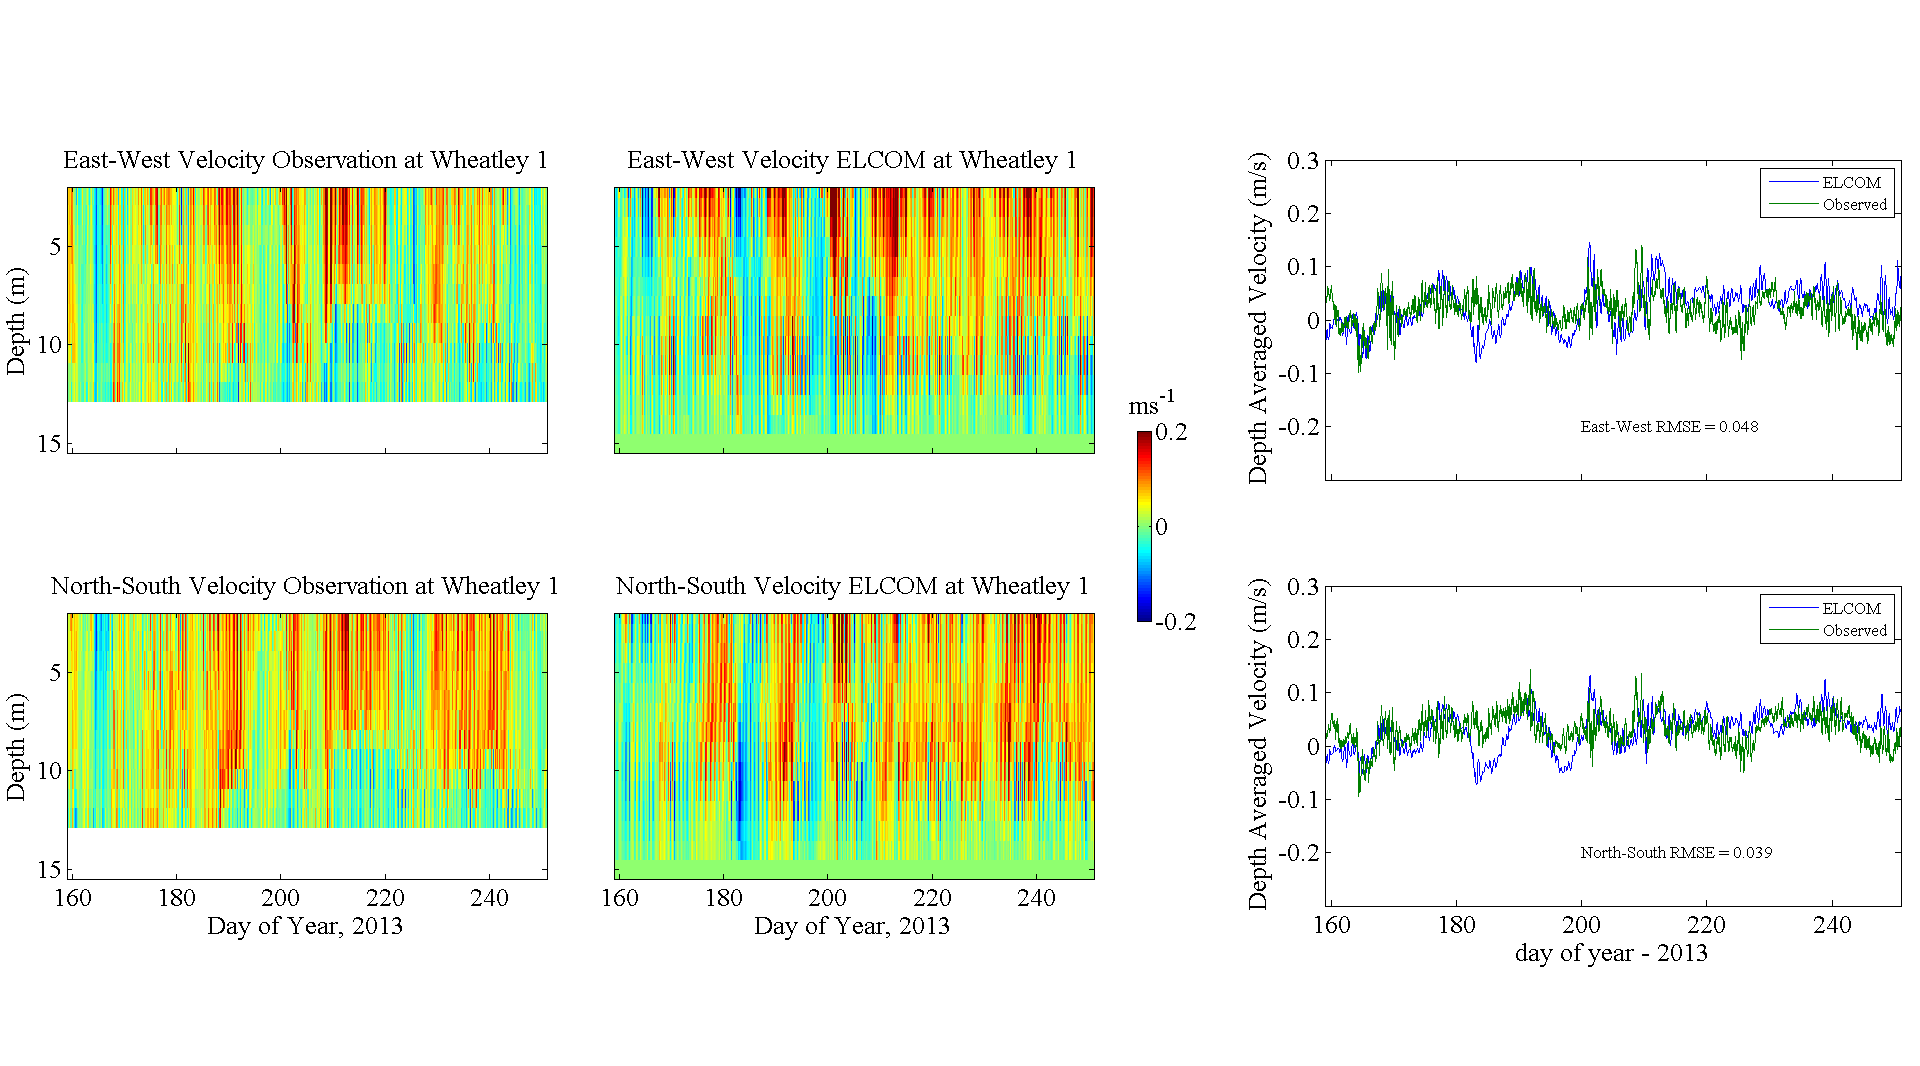 East-West Velocity Observation at Wheatley 1
5
10
15
Depth (m)
East-West Velocity ELCOM at Wheatley 1
ms-1
0.2
0
-0.2
0.3
0.2
0.1
0
-0.1
-0.2
Depth Averaged Velocity (m/s)
ELCOM
Observed
East-West RMSE = 0.048
North-South Velocity Observation at Wheatley 1
5
10
15
Depth (m)
160 180 200 220 240
Day of Year, 2013
North-South Velocity ELCOM at Wheatley 1
160 180 200 220 240
Day of Year, 2013
0.3
0.2
0.1
0
-0.1
-0.2
Depth Averaged Velocity (m/s)
ELCOM
Observed
North-South RMSE = 0.039
160 180 200 220 240
day of year - 2013